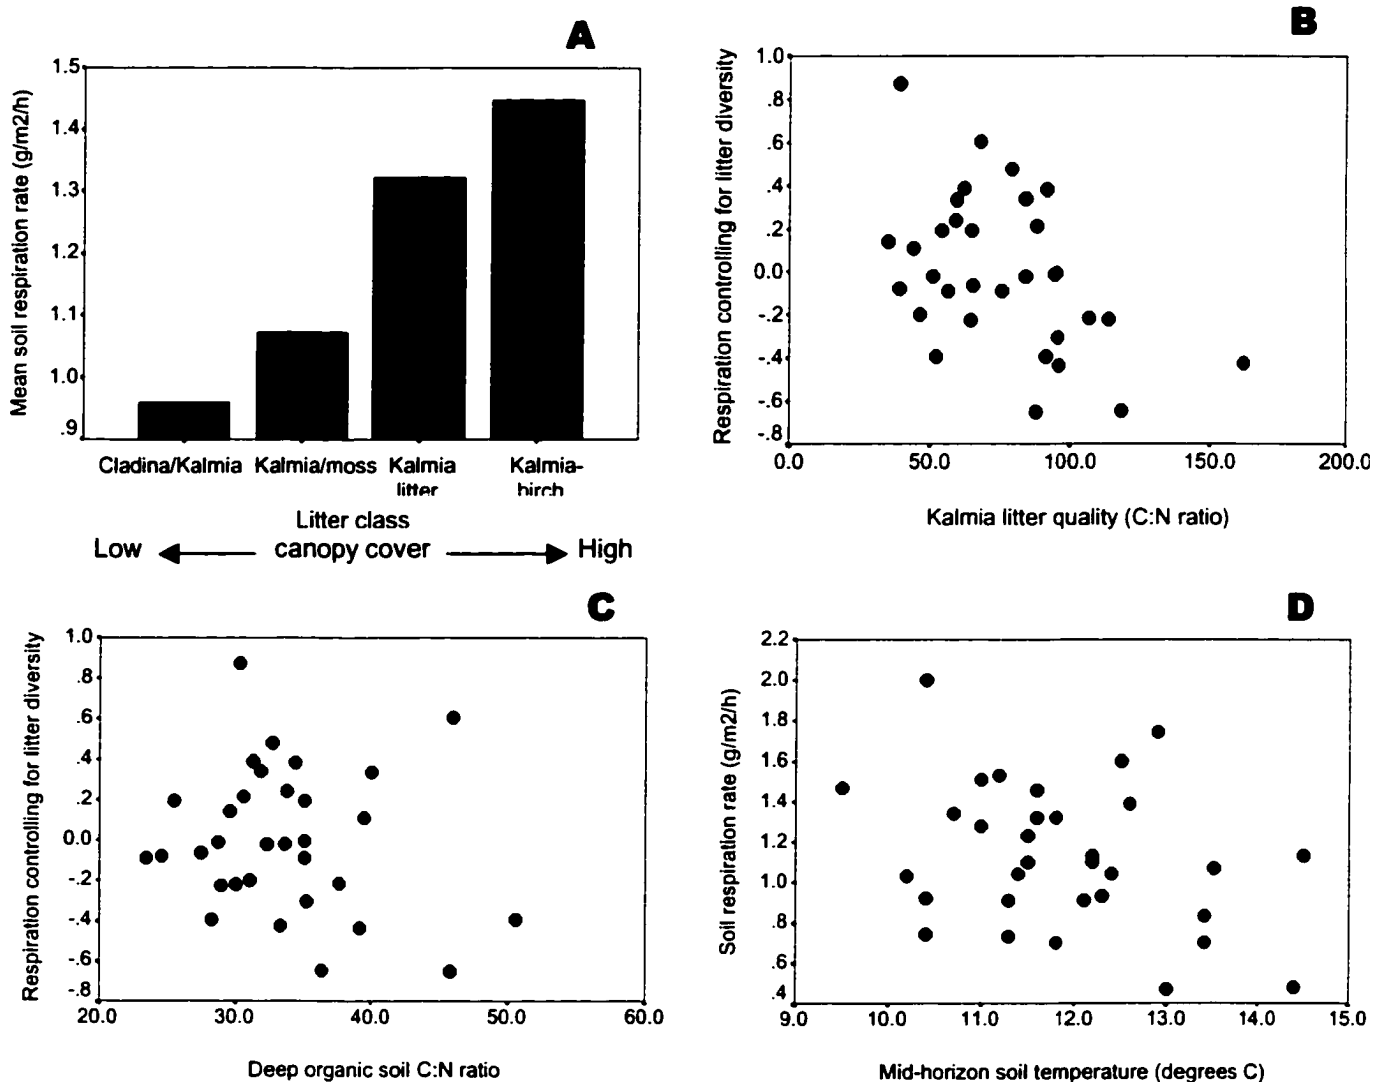 A
Mean soil respiration rate (g/m2/h)
1.5
1.4
1.3
1.2
1.1
1.0
.9
Cladina/Kalmia Kalmia/moss Kalmia litter Kalmia-birch
Litter class
Low canopy cover High
B
Respiration controlling for litter diversity
1.0
.8
.6
.4
.2
0.0
-.2
-.4
-.6
-.8
0.0 50.0 100.0 150.0 200.0
Kalmia litter quality (C:N ratio)
C
Respiration controlling for litter diversity
1.0
.8
.6
.4
.2
0.0
-.2
-.4
-.6
-.8
20.0 30.0 40.0 50.0 60.0
Deep organic soil C:N ratio
D
Soil respiration rate (g/m2/h)
2.2
2.0
1.8
1.6
1.4
1.2
1.0
.8
.6
.4
9.0 10.0 11.0 12.0 13.0 14.0 15.0
Mid-horizon soil temperature (degrees C)